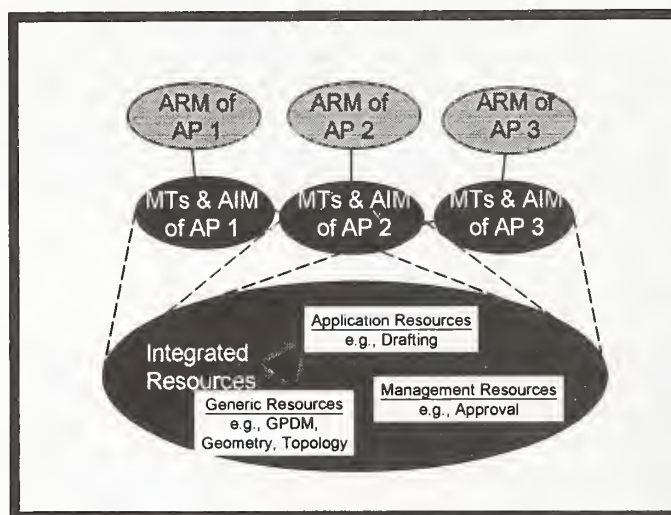 ARM of
AP 1
ARM of
AP 2
ARM of
AP 3
MTs & AIM
of AP 1
MTs & AIM
of AP 2
MTs & AIM
of AP 3
Integrated
Resources
Application Resources
e.g., Drafting
Generic Resources
e.g., GPDM,
Geometry, Topology
Management Resources
e.g., Approval